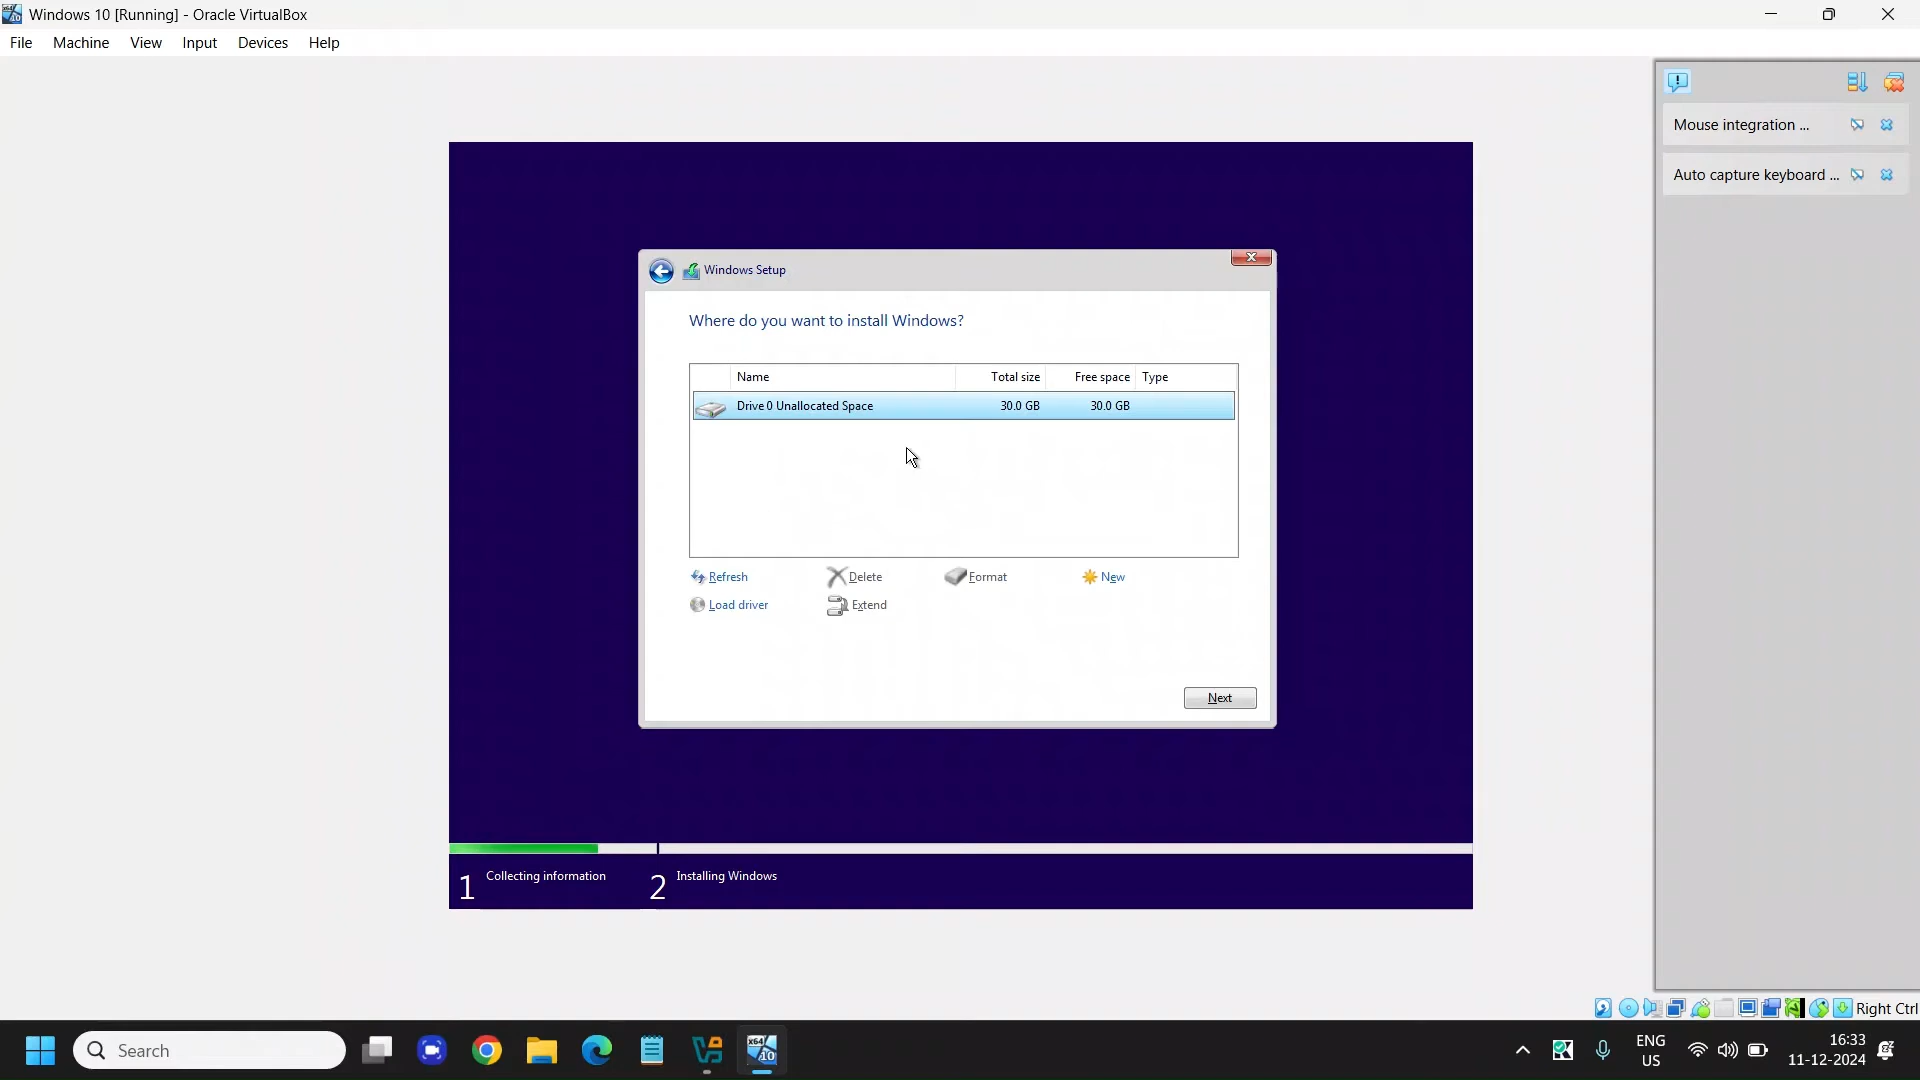 Windows 10 [Running] - Oracle VirtualBox
File Machine View Input Devices Help
Mouse integration ...
Auto capture keyboard ...
Windows Setup
Where do you want to install Windows?
Name Total size Free space Type
Drive 0 Unallocated Space 30.0 GB 30.0 GB
Refresh Delete Format New
Load driver Extend
Next
1 Collecting information 2 Installing Windows
Right Ctrl
Search
ENG
US
16:33
11-12-2024